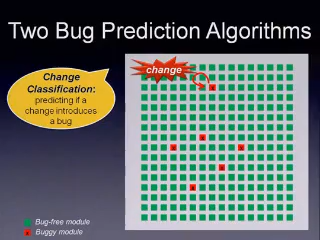 Two Bug Prediction Algorithms
change
Change
Classification:
predicting if a
change introduces
a bug
Bug-free module
Buggy module